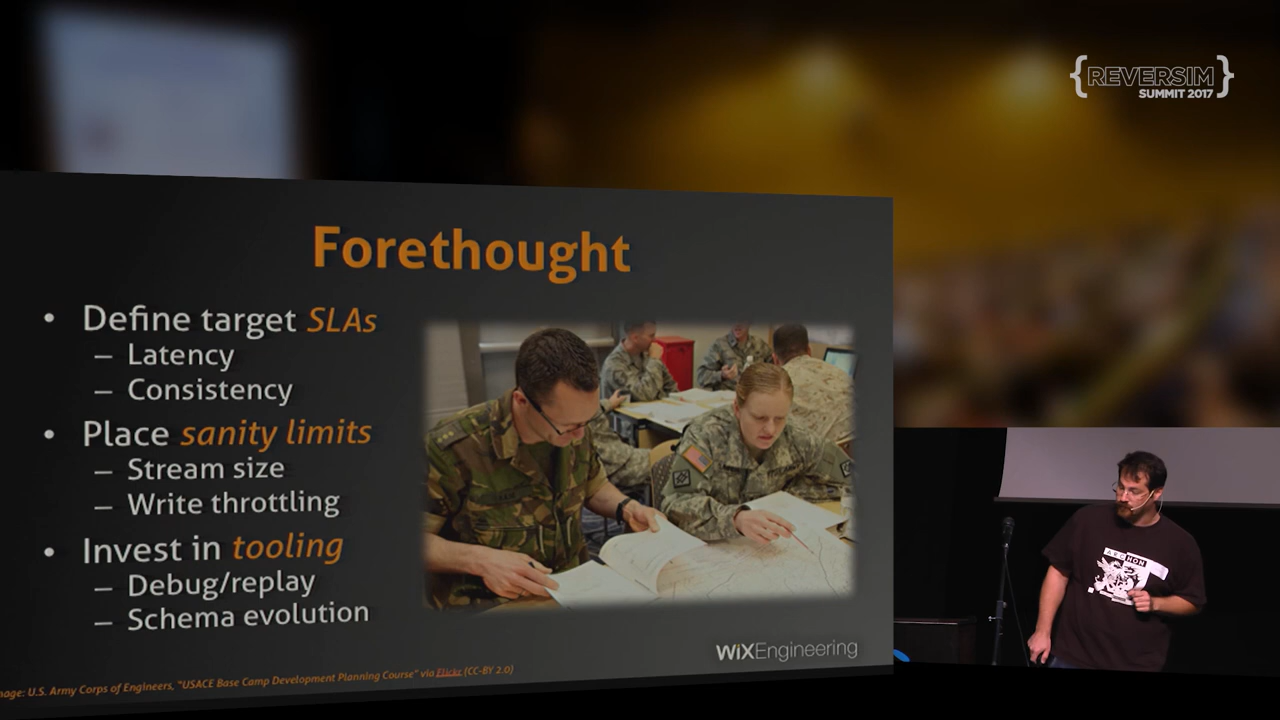 {REVERSIM}
SUMMIT 2017
Forethought
• Define target SLAs
– Latency
– Consistency
• Place sanity limits
– Stream size
– Write throttling
• Invest in tooling
– Debug/replay
– Schema evolution
WiXEngineering
mage: U.S. Army Corps of Engineers, "USACE Base Camp Development Planning Course" via Flickr (CC-BY 2.0)
ARCHON